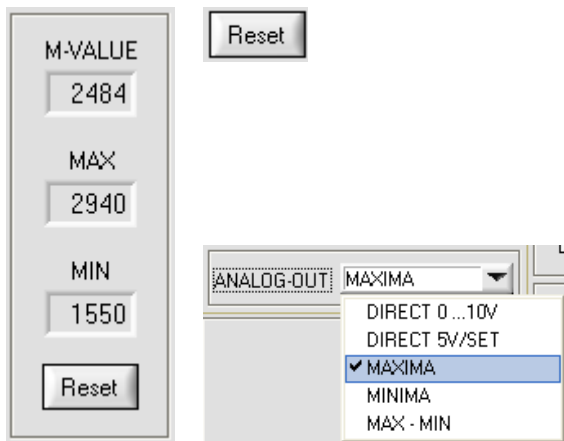 M-VALUE
2484
MAX
2940
MIN
1550
Reset
Reset
ANALOG-OUT MAXIMA
DIRECT 0 ...10V
DIRECT 5V/SET
MAXIMA
MINIMA
MAX - MIN